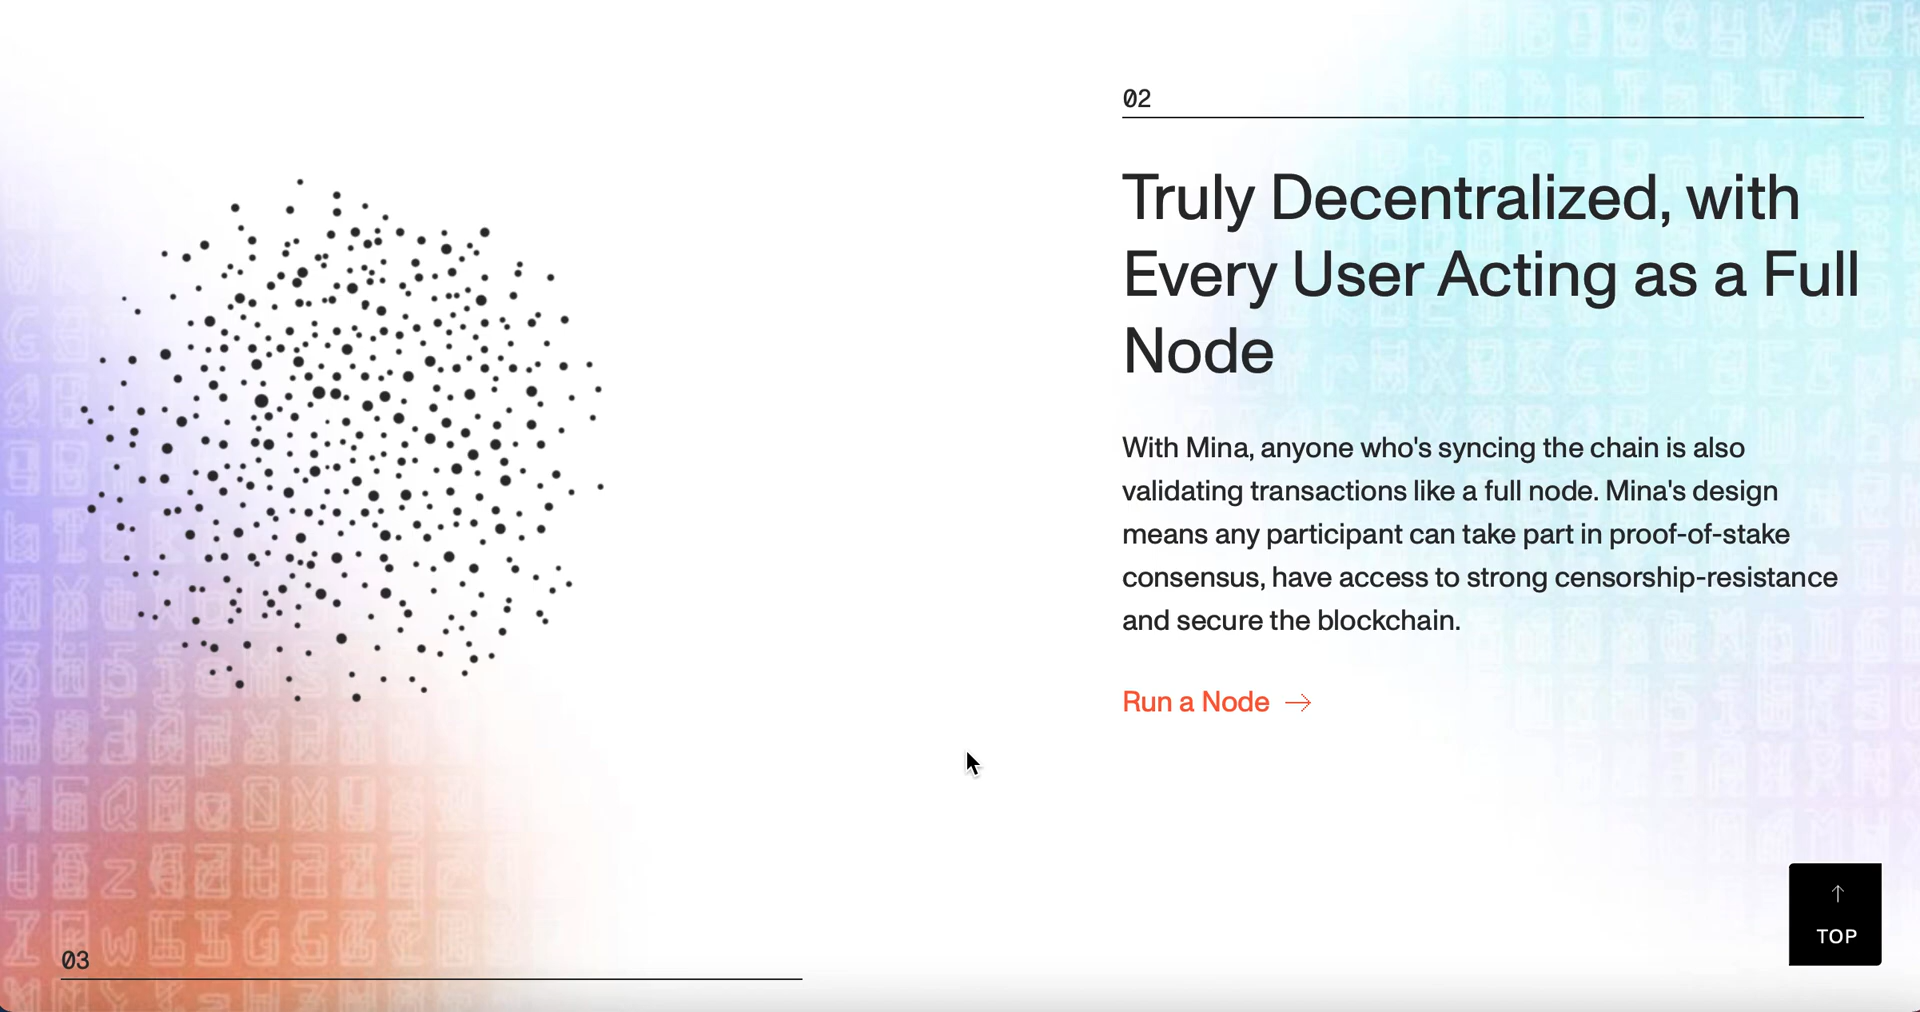 02
Truly Decentralized, with
Every User Acting as a Full
Node
With Mina, anyone who's syncing the chain is also
validating transactions like a full node. Mina's design
means any participant can take part in proof-of-stake
consensus, have access to strong censorship-resistance
and secure the blockchain.
Run a Node →
↑
TOP
03